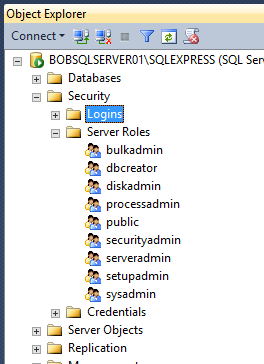 Object Explorer
Connect
BOBSQLSERVER01\SQLEXPRESS (SQL Serv
Databases
Security
Logins
Server Roles
bulkadmin
dbcreator
diskadmin
processadmin
public
securityadmin
serveradmin
setupadmin
sysadmin
Credentials
Server Objects
Replication